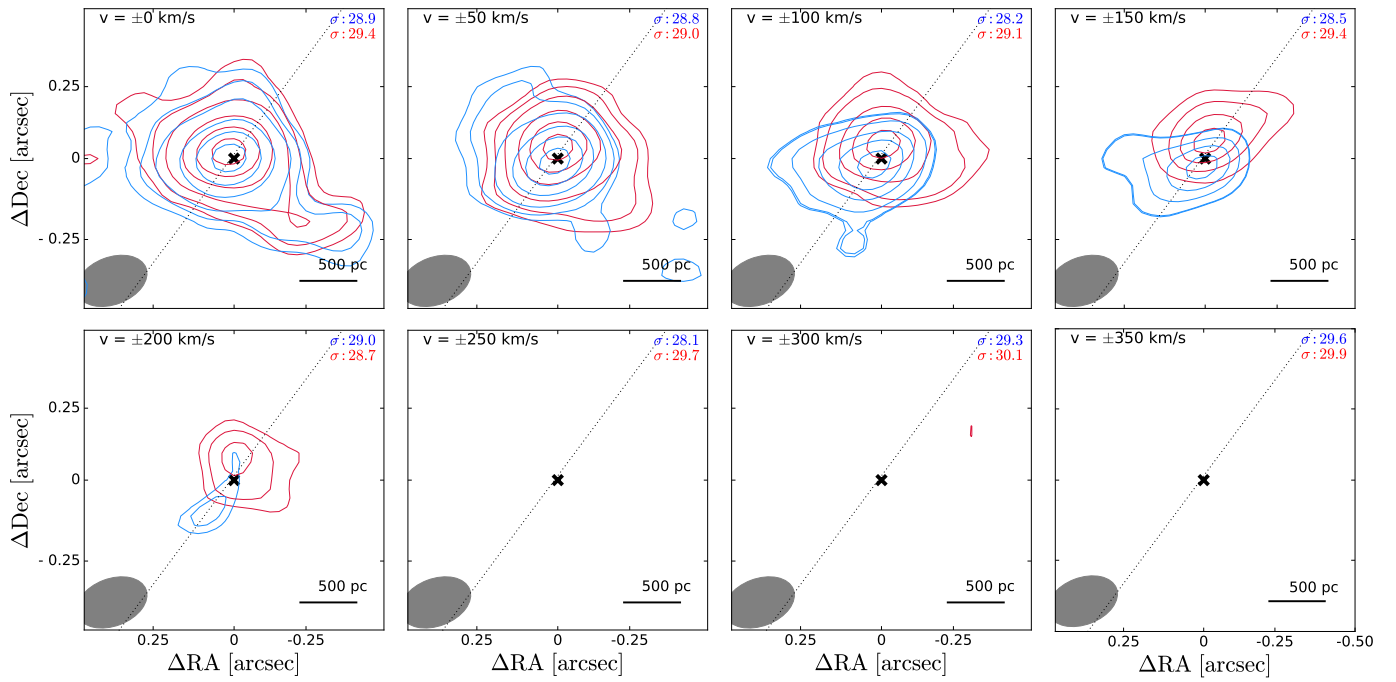 v = ±0 km/s
σ : 28.9
σ : 29.4
v = ±50 km/s
σ : 28.8
σ : 29.0
v = ±100 km/s
σ : 28.2
σ : 29.1
v = ±150 km/s
σ : 28.5
σ : 29.4
ΔDec [arcsec]
0.25
0
- 0.25
500 pc
500 pc
500 pc
500 pc
v = ±200 km/s
σ : 29.0
σ : 28.7
v = ±250 km/s
σ : 28.1
σ : 29.7
v = ±300 km/s
σ : 29.3
σ : 30.1
v = ±350 km/s
σ : 29.6
σ : 29.9
ΔDec [arcsec]
0.25
0
- 0.25
500 pc
500 pc
500 pc
500 pc
0.25 0 -0.25
0.25 0 -0.25
0.25 0 -0.25
0.25 0 -0.25 -0.50
ΔRA [arcsec]
ΔRA [arcsec]
ΔRA [arcsec]
ΔRA [arcsec]